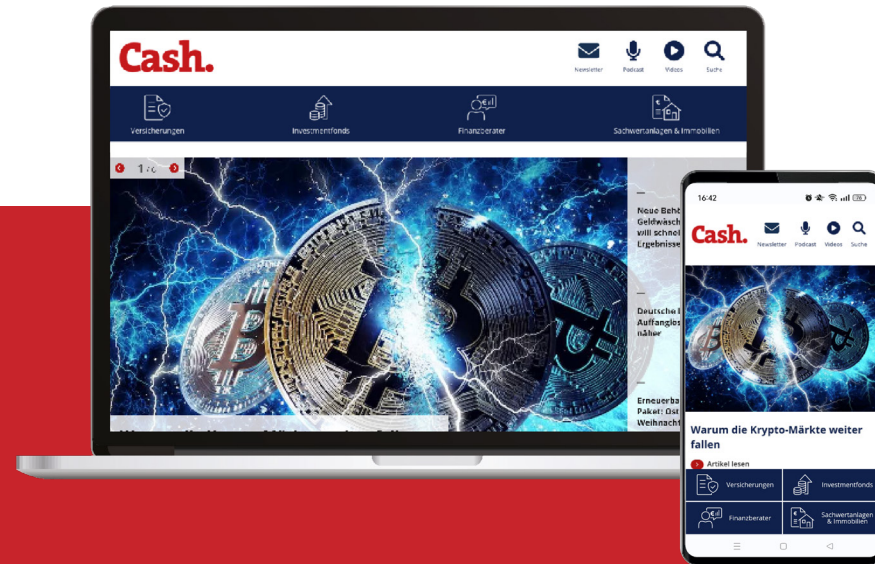 Cash.
Newsletter
Podcast
Videos
Suche
Versicherungen
Investmentfonds
Finanzberater
Sachwertanlagen & Immobilien
Neue
Geldwäsch
will schnel
Ergebnisse
Deutsche
Auffanglös
näher
Erneuerba
Paket: Ost
Weihnacht
16:42
Cash.
Newsletter
Podcast
Videos
Suche
Warum die Krypto-Märkte weiter
fallen
Artikel lesen
Versicherungen
Investmentfonds
Finanzberater
Sachwertanlagen
& Immobilien